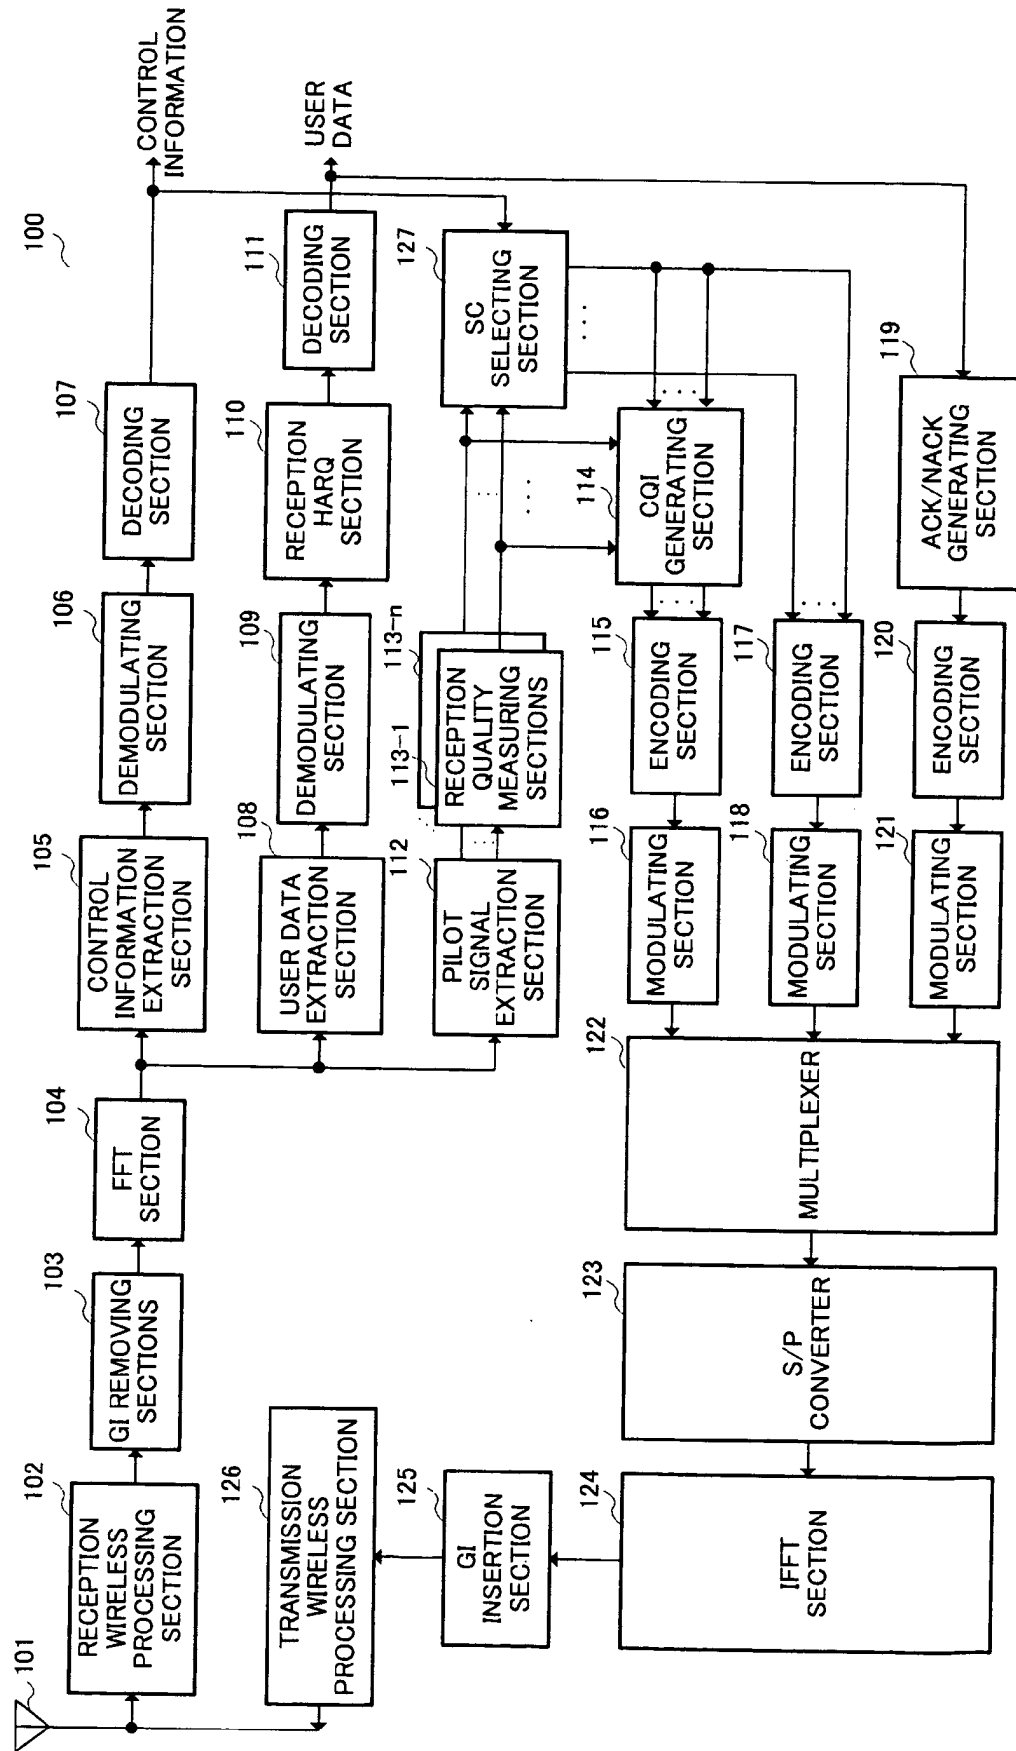 100
101
102
RECEPTION
WIRELESS
PROCESSING
SECTION
103
GI REMOVING
SECTIONS
104
FFT
SECTION
105
CONTROL
INFORMATION
EXTRACTION
SECTION
106
DEMODULATING
SECTION
107
DECODING
SECTION
CONTROL
INFORMATION
108
USER DATA
EXTRACTION
SECTION
109
DEMODULATING
SECTION
110
RECEPTION
HARQ
SECTION
111
DECODING
SECTION
USER
DATA
112
PILOT
SIGNAL
EXTRACTION
SECTION
113-n
113-1
RECEPTION
QUALITY
MEASURING
SECTIONS
127
SC
SELECTING
SECTION
114
CQI
GENERATING
SECTION
115
ENCODING
SECTION
116
MODULATING
SECTION
117
ENCODING
SECTION
118
MODULATING
SECTION
119
ACK/NACK
GENERATING
SECTION
120
ENCODING
SECTION
121
MODULATING
SECTION
122
MULTIPLEXER
123
S/P
CONVERTER
124
IFFT
SECTION
125
GI
INSERTION
SECTION
126
TRANSMISSION
WIRELESS
PROCESSING SECTION